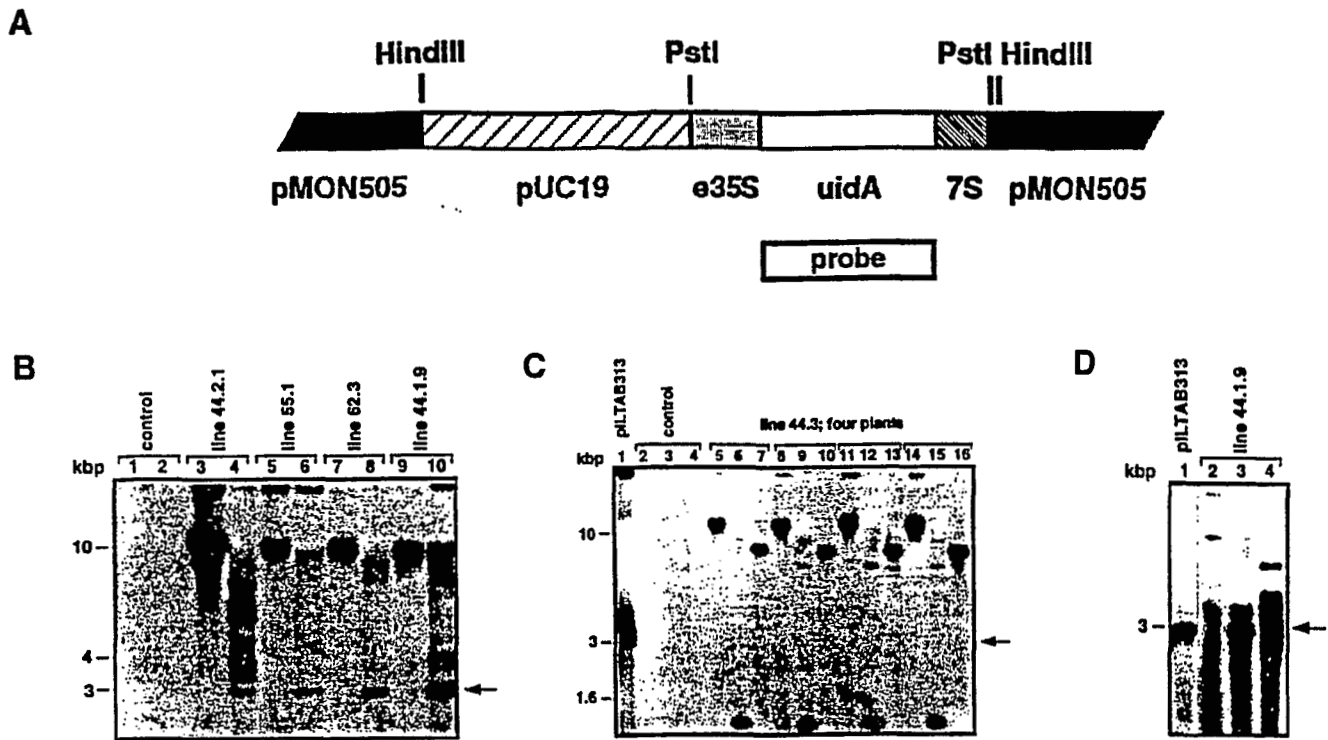 A
HindIII PstI PstI HindIII
pMON505 pUC19 e35S uidA 7S pMON505
probe
B
control line 44.2.1 line 55.1 line 62.3 line 44.1.9
kbp 1 2 3 4 5 6 7 8 9 10
10
4
3
C
pILTAB313 control line 44.3; four plants
kbp 1 2 3 4 5 6 7 8 9 10 11 12 13 14 15 16
10
3
1.6
D
pILTAB313 line 44.1.9
kbp 1 2 3 4
3